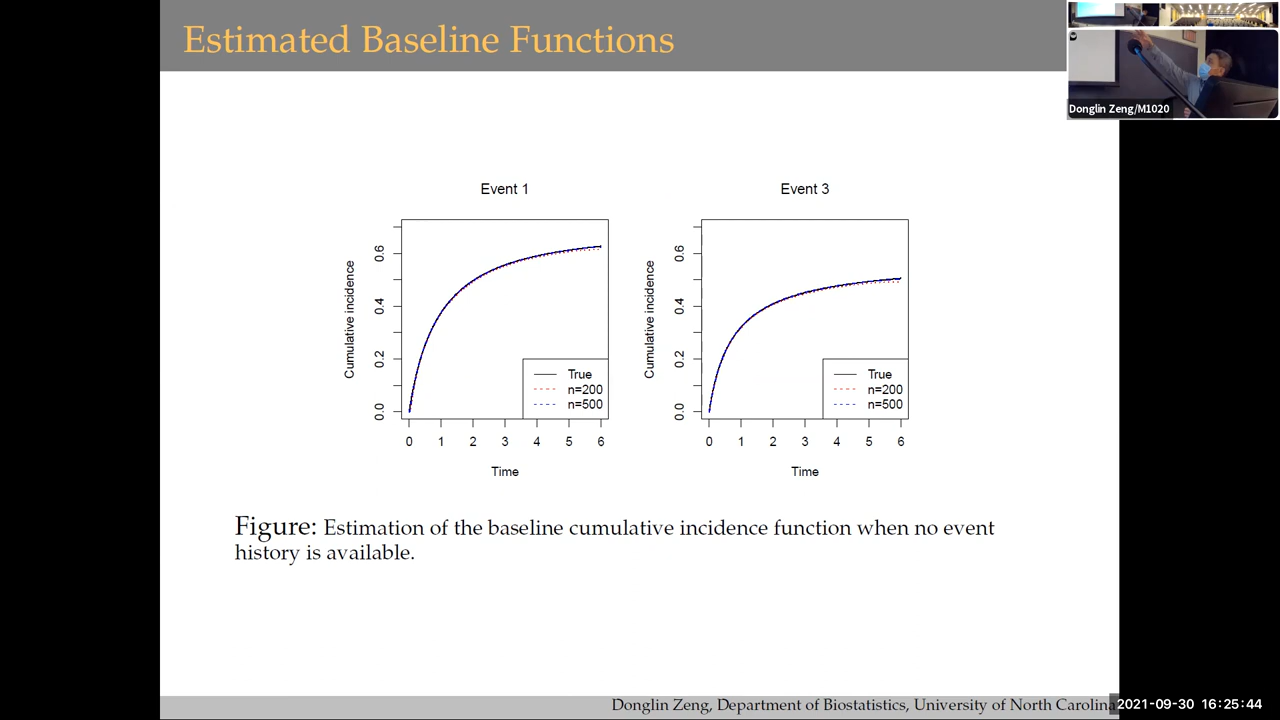 Estimated Baseline Functions
Donglin Zeng/M1020
Event 1
Cumulative incidence
0.0 0.2 0.4 0.6
True
n=200
n=500
0 1 2 3 4 5 6
Time
Event 3
Cumulative incidence
0.0 0.2 0.4 0.6
True
n=200
n=500
0 1 2 3 4 5 6
Time
Figure: Estimation of the baseline cumulative incidence function when no event
history is available.
Donglin Zeng, Department of Biostatistics, University of North Carolina
2021-09-30 16:25:44